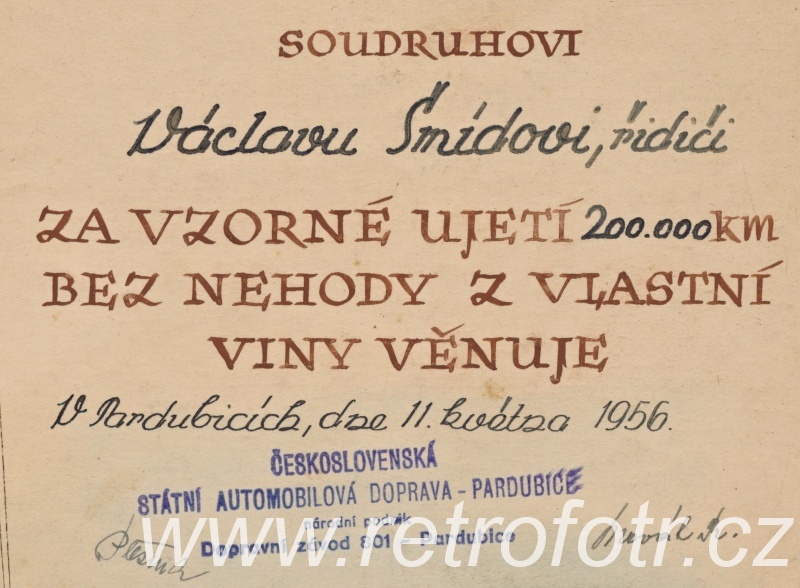 SOUDRUHOVI
Václavu Šmídovi, řidiči
ZA VZORNÉ UJETÍ 200.000 km
BEZ NEHODY Z VLASTNÍ
VINY VĚNUJE
V Pardubicích, dne 11. května 1956.
ČESKOSLOVENSKÁ
STÁTNÍ AUTOMOBILOVÁ DOPRAVA - PARDUBICE
národní podnik
Dopravní závod 801 - Pardubice
www.retrofotr.cz